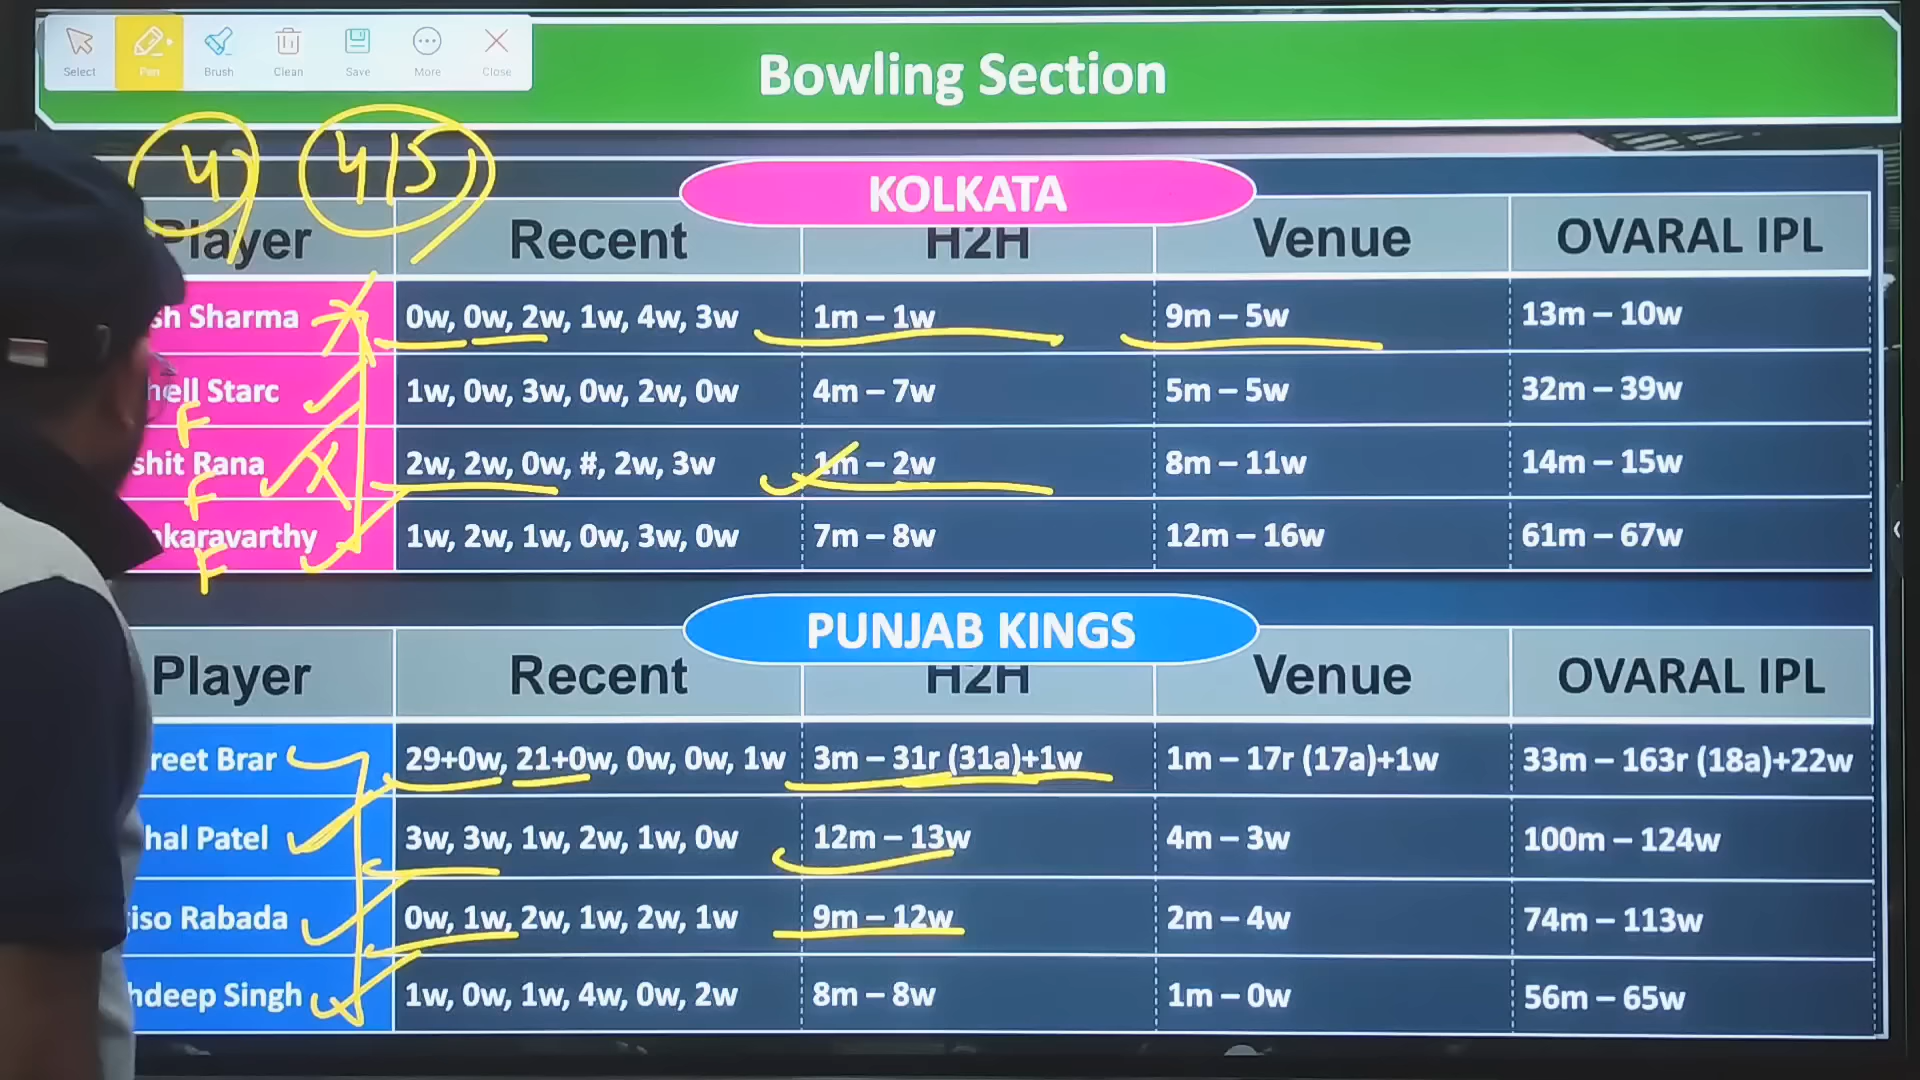 Bowling Section
Select Pen Brush Clean Save More Close
4 4/5
KOLKATA
Player Recent H2H Venue OVARAL IPL
sh Sharma 0w, 0w, 2w, 1w, 4w, 3w 1m – 1w 9m – 5w 13m – 10w
hell Starc 1w, 0w, 3w, 0w, 2w, 0w 4m – 7w 5m – 5w 32m – 39w
F
shit Rana 2w, 2w, 0w, #, 2w, 3w 1m – 2w 8m – 11w 14m – 15w
F
akaravarthy 1w, 2w, 1w, 0w, 3w, 0w 7m – 8w 12m – 16w 61m – 67w
F
PUNJAB KINGS
Player Recent H2H Venue OVARAL IPL
reet Brar 29+0w, 21+0w, 0w, 0w, 1w 3m – 31r (31a)+1w 1m – 17r (17a)+1w 33m – 163r (18a)+22w
hal Patel 3w, 3w, 1w, 2w, 1w, 0w 12m – 13w 4m – 3w 100m – 124w
iso Rabada 0w, 1w, 2w, 1w, 2w, 1w 9m – 12w 2m – 4w 74m – 113w
hdeep Singh 1w, 0w, 1w, 4w, 0w, 2w 8m – 8w 1m – 0w 56m – 65w